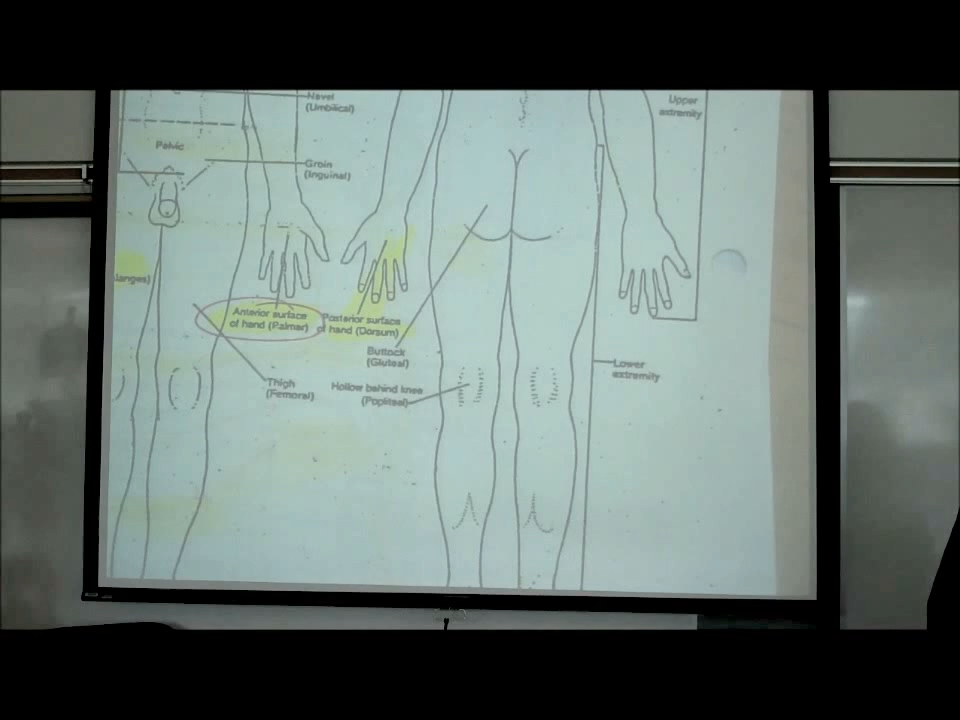 Navel
(Umbilical)
Upper
extremity
Pelvic
Groin
(Inguinal)
langes)
Anterior surface
of hand (Palmar)
Posterior surface
of hand (Dorsum)
Buttock
(Gluteal)
Lower
extremity
Thigh
(Femoral)
Hollow behind knee
(Popliteal)